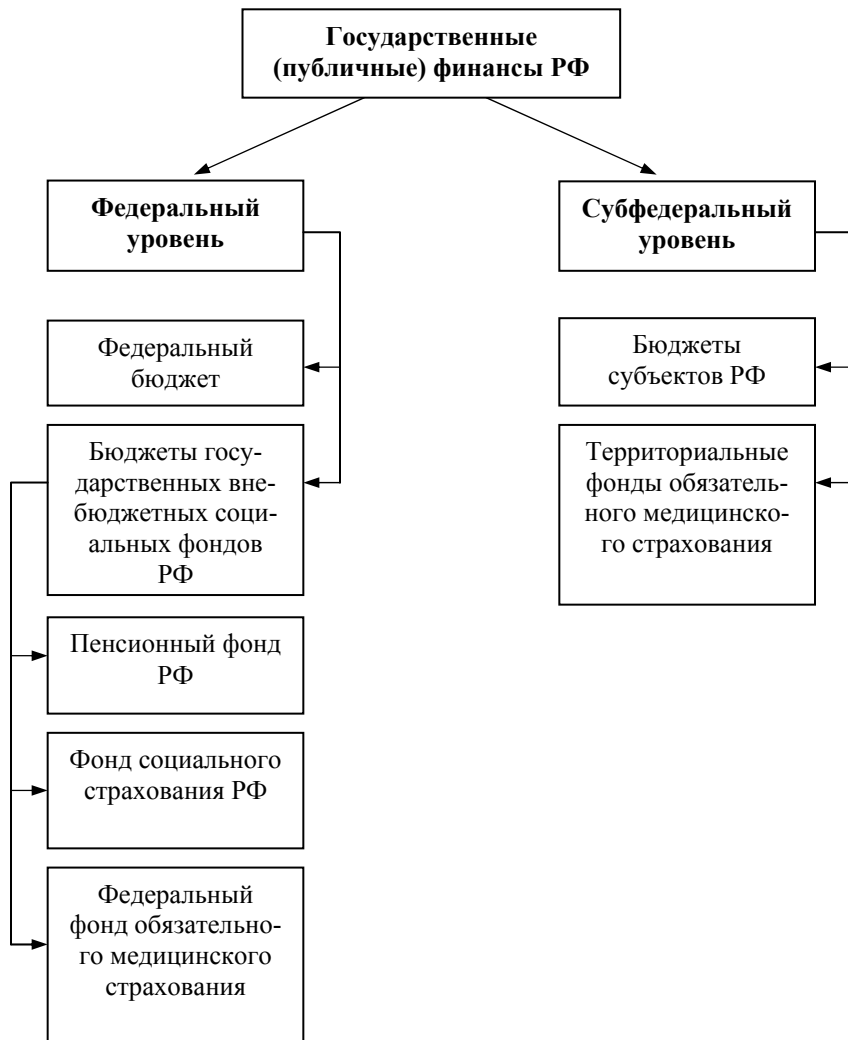 Государственные
(публичные) финансы РФ
Федеральный
уровень
Субфедеральный
уровень
Федеральный
бюджет
Бюджеты
субъектов РФ
Бюджеты госу-
дарственных вне-
бюджетных соци-
альных фондов
РФ
Территориальные
фонды обязатель-
ного медицинско-
го страхования
Пенсионный фонд
РФ
Фонд социального
страхования РФ
Федеральный
фонд обязательно-
го медицинского
страхования